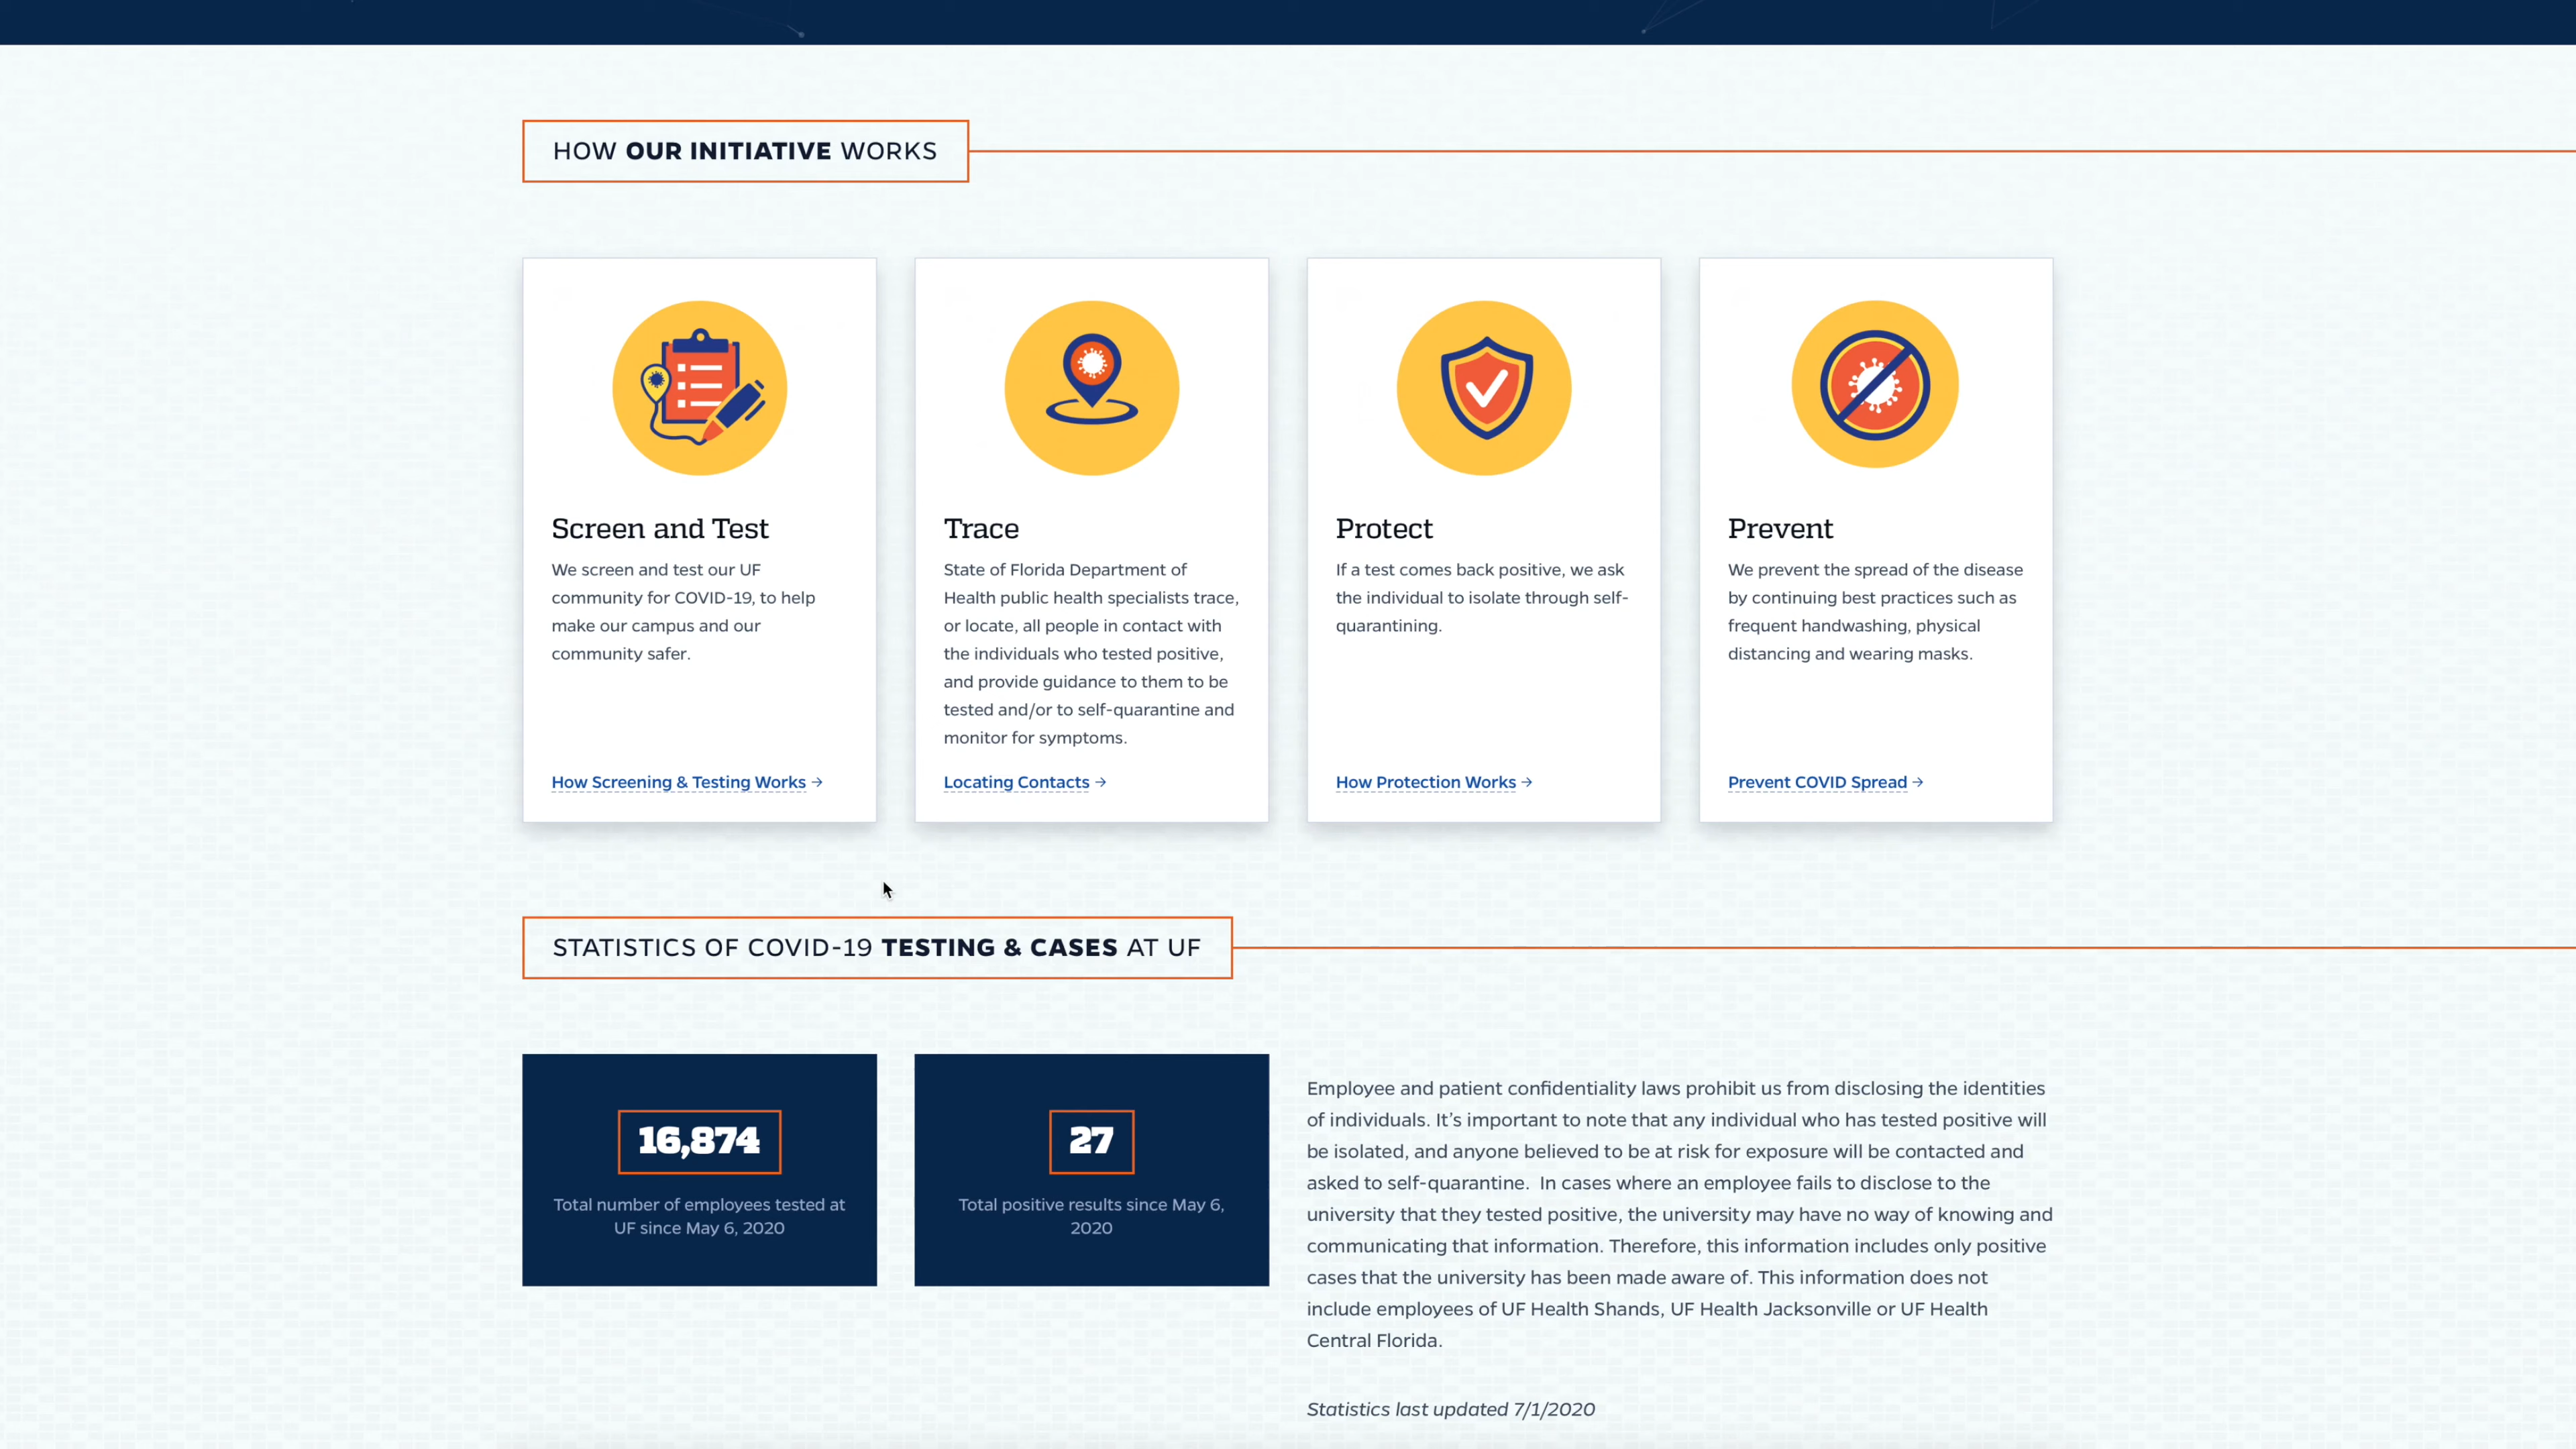 HOW OUR INITIATIVE WORKS
Screen and Test
We screen and test our UF
community for COVID-19, to help
make our campus and our
community safer.
How Screening & Testing Works →
Trace
State of Florida Department of
Health public health specialists trace,
or locate, all people in contact with
the individuals who tested positive,
and provide guidance to them to be
tested and/or to self-quarantine and
monitor for symptoms.
Locating Contacts →
Protect
If a test comes back positive, we ask
the individual to isolate through self-
quarantining.
How Protection Works →
Prevent
We prevent the spread of the disease
by continuing best practices such as
frequent handwashing, physical
distancing and wearing masks.
Prevent COVID Spread →
STATISTICS OF COVID-19 TESTING & CASES AT UF
16,874
Total number of employees tested at
UF since May 6, 2020
27
Total positive results since May 6,
2020
Employee and patient confidentiality laws prohibit us from disclosing the identities
of individuals. It’s important to note that any individual who has tested positive will
be isolated, and anyone believed to be at risk for exposure will be contacted and
asked to self-quarantine.  In cases where an employee fails to disclose to the
university that they tested positive, the university may have no way of knowing and
communicating that information. Therefore, this information includes only positive
cases that the university has been made aware of. This information does not
include employees of UF Health Shands, UF Health Jacksonville or UF Health
Central Florida.
Statistics last updated 7/1/2020